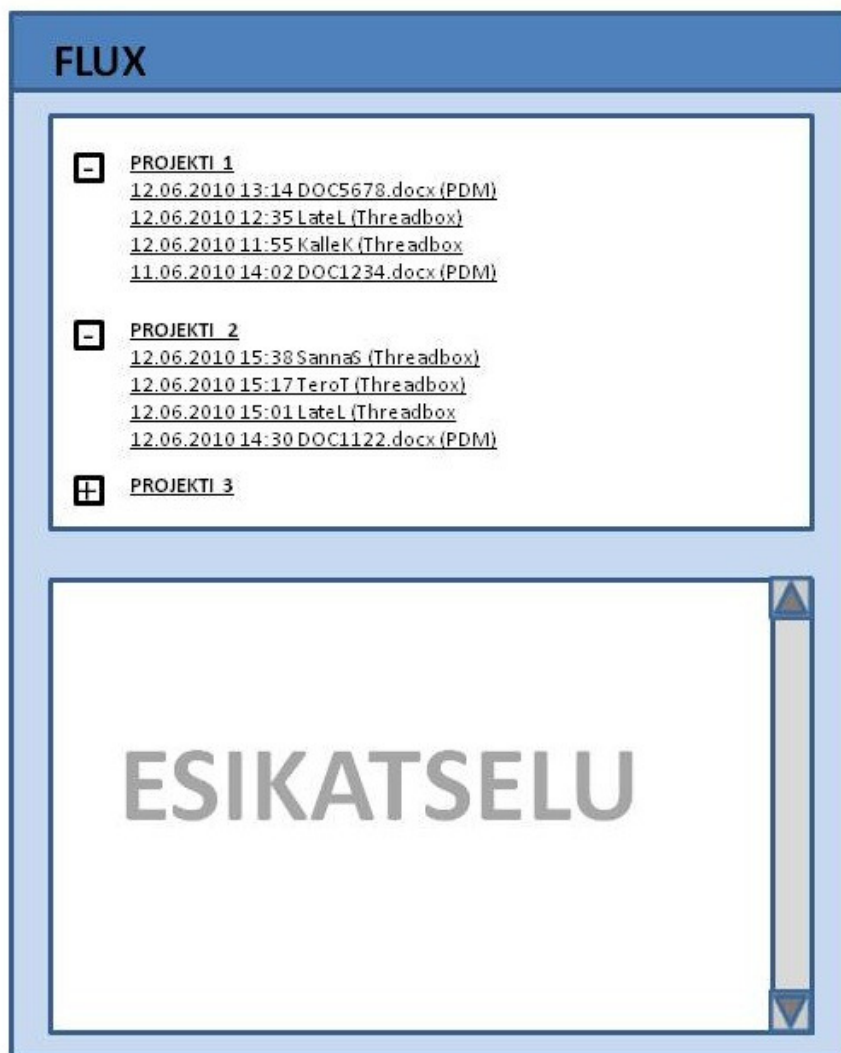 FLUX
- PROJEKTI 1
12.06.2010 13:14 DOC5678.docx (PDM)
12.06.2010 12:35 LateL (Threadbox)
12.06.2010 11:55 KalleK (Threadbox
11.06.2010 14:02 DOC1234.docx (PDM)
- PROJEKTI 2
12.06.2010 15:38 SannaS (Threadbox)
12.06.2010 15:17 TeroT (Threadbox)
12.06.2010 15:01 LateL (Threadbox
12.06.2010 14:30 DOC1122.docx (PDM)
+ PROJEKTI 3
ESIKATSELU